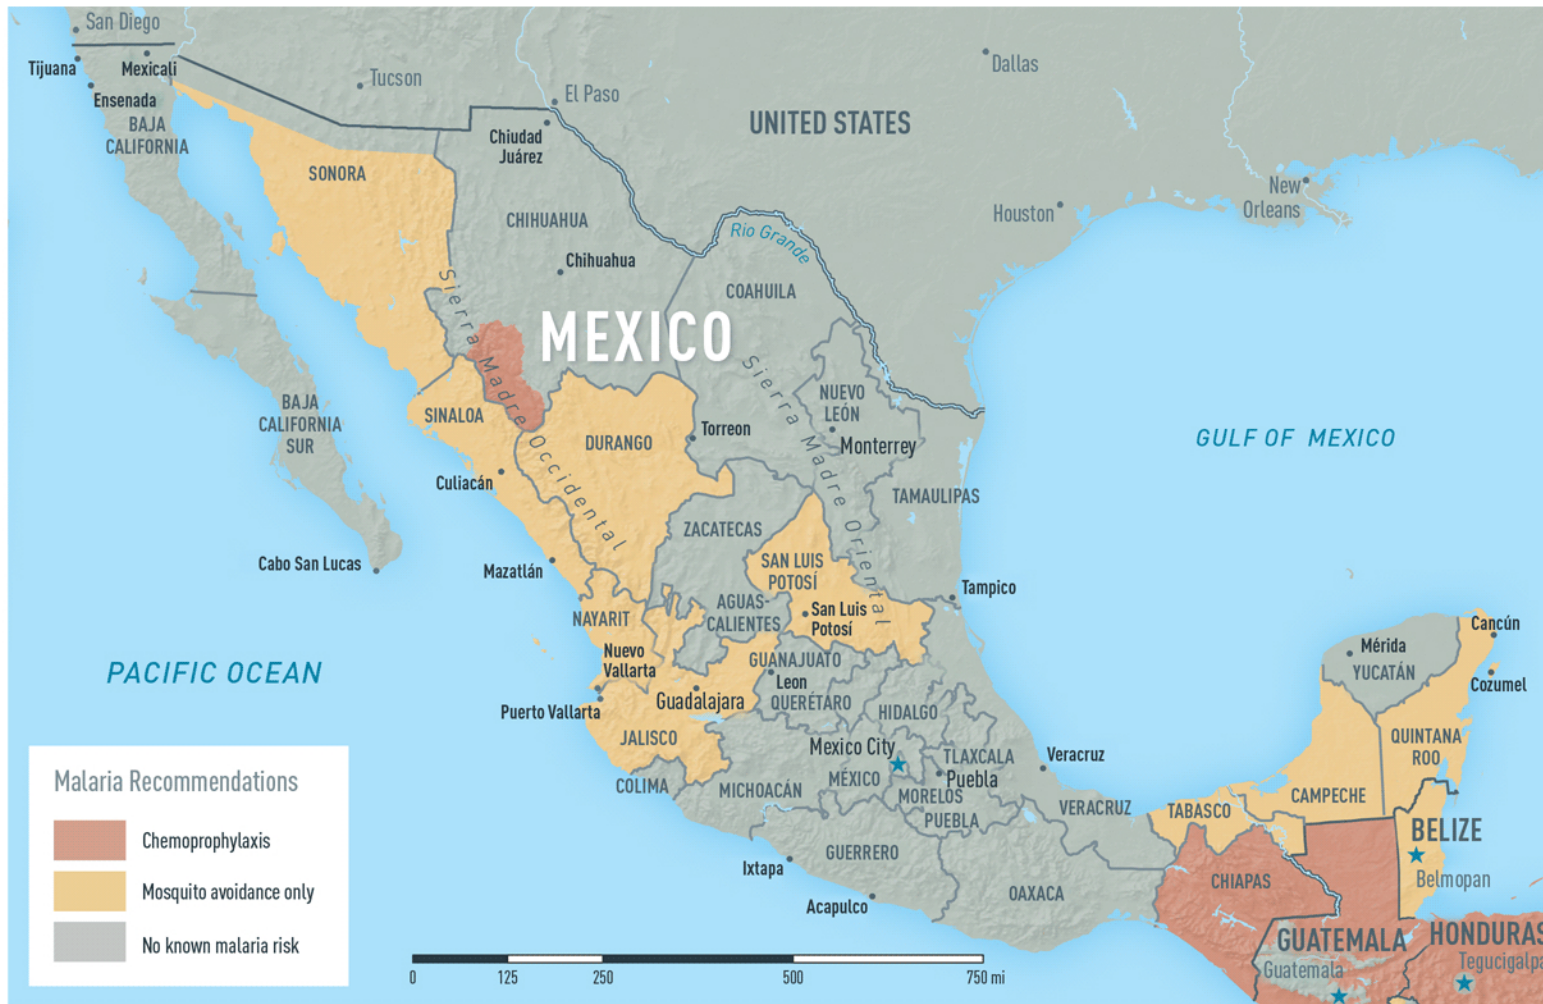 San Diego
Tijuana
Mexicali
Ensenada
BAJA
CALIFORNIA
Tucson
El Paso
Dallas
UNITED STATES
Chiudad
Juárez
SONORA
CHIHUAHUA
Chihuahua
Rio Grande
COAHUILA
Houston
New
Orleans
Sierra Madre Occidental
MEXICO
Sierra Madre Oriental
NUEVO
LEÓN
Monterrey
BAJA
CALIFORNIA
SUR
SINALOA
DURANGO
Torreon
Culiacán
GULF OF MEXICO
TAMAULIPAS
ZACATECAS
Cabo San Lucas
Mazatlán
SAN LUIS
POTOSÍ
San Luis
Potosí
Tampico
NAYARIT
AGUAS-
CALIENTES
Nuevo
Vallarta
GUANAJUATO
Leon
QUERÉTARO
Guadalajara
Puerto Vallarta
PACIFIC OCEAN
HIDALGO
JALISCO
Mexico City
TLAXCALA
Veracruz
COLIMA
MICHOACÁN
MÉXICO
Puebla
MORELOS
PUEBLA
VERACRUZ
Mérida
YUCATÁN
Cancún
Cozumel
QUINTANA
ROO
CAMPECHE
TABASCO
BELIZE
Belmopan
Ixtapa
GUERRERO
Acapulco
OAXACA
CHIAPAS
GUATEMALA
Guatemala
HONDURAS
Tegucigalpa
Malaria Recommendations
Chemoprophylaxis
Mosquito avoidance only
No known malaria risk
0 125 250 500 750 mi